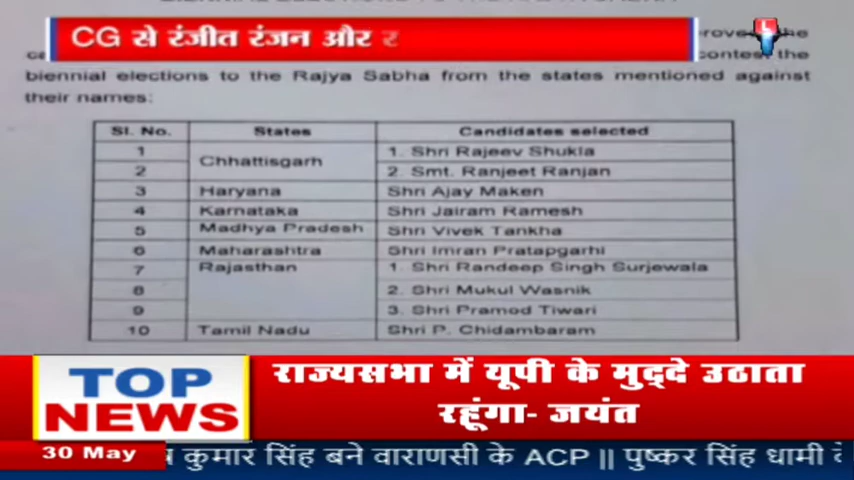 CG से रंजीत रंजन और
contest the
biennial elections to the Rajya Sabha from the states mentioned against
their names:
Sl. No. States Candidates selected
1 Chhattisgarh 1. Shri Rajeev Shukla
2 2. Smt. Ranjeet Ranjan
3 Haryana Shri Ajay Maken
4 Karnataka Shri Jairam Ramesh
5 Madhya Pradesh Shri Vivek Tankha
6 Maharashtra Shri Imran Pratapgarhi
7 Rajasthan 1. Shri Randeep Singh Surjewala
8 2. Shri Mukul Wasnik
9 3. Shri Pramod Tiwari
10 Tamil Nadu Shri P. Chidambaram
TOP
NEWS
राज्यसभा में यूपी के मुद्दे उठाता
रहूंगा- जयंत
30 May कुमार सिंह बने वाराणसी के ACP || पुष्कर सिंह धामी